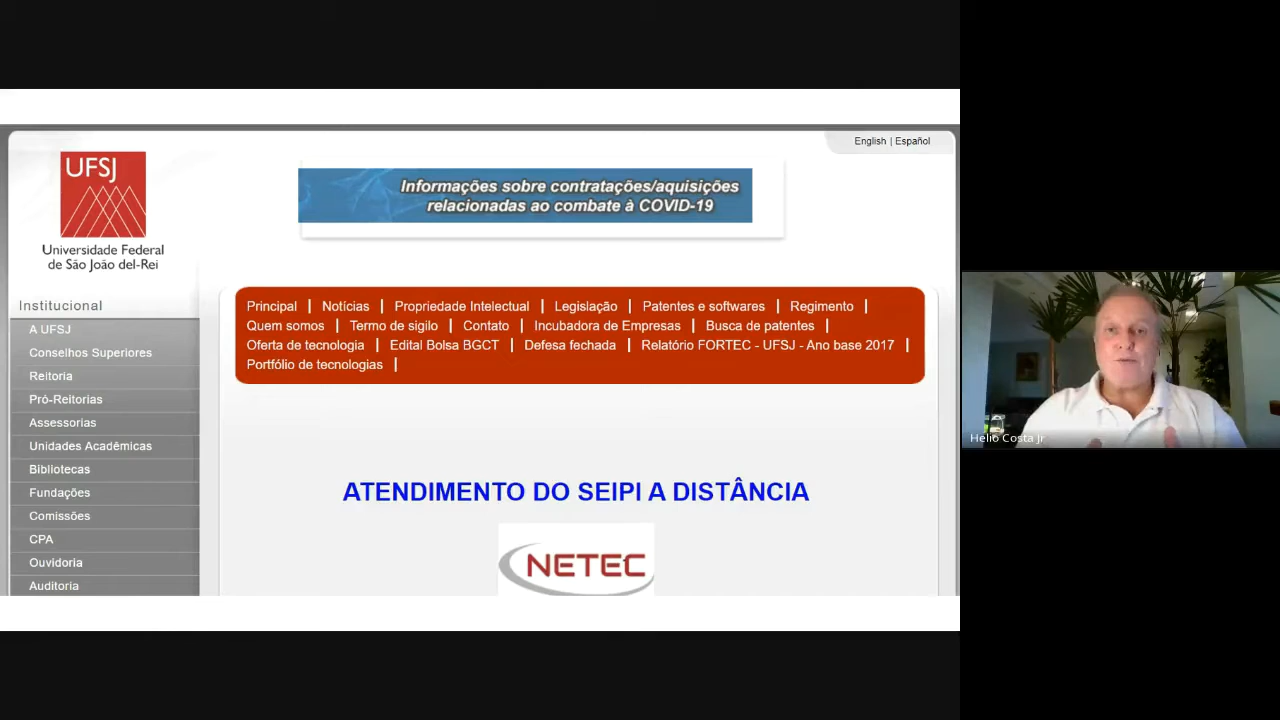 English | Español
UFSJ
Universidade Federal
de São João del-Rei
Informações sobre contratações/aquisições
relacionadas ao combate à COVID-19
Institucional
A UFSJ
Conselhos Superiores
Reitoria
Pró-Reitorias
Assessorias
Unidades Acadêmicas
Bibliotecas
Fundações
Comissões
CPA
Ouvidoria
Auditoria
Principal | Notícias | Propriedade Intelectual | Legislação | Patentes e softwares | Regimento |
Quem somos | Termo de sigilo | Contato | Incubadora de Empresas | Busca de patentes |
Oferta de tecnologia | Edital Bolsa BGCT | Defesa fechada | Relatório FORTEC - UFSJ - Ano base 2017 |
Portfólio de tecnologias |
ATENDIMENTO DO SEIPI A DISTÂNCIA
NETEC
Helio Costa Jr